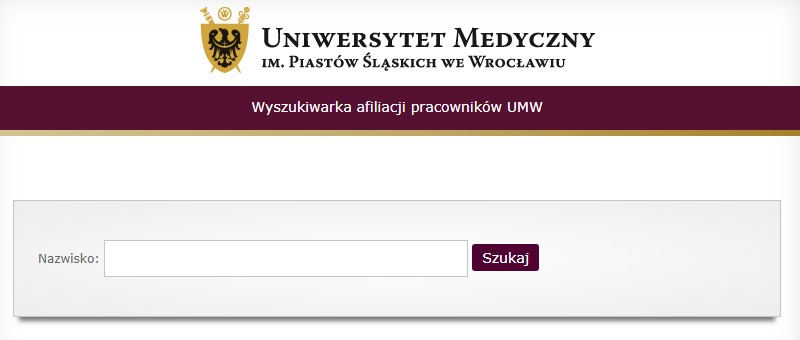 Uniwersytet Medyczny
im. Piastów Śląskich we Wrocławiu
Wyszukiwarka afiliacji pracowników UMW
Nazwisko: Szukaj